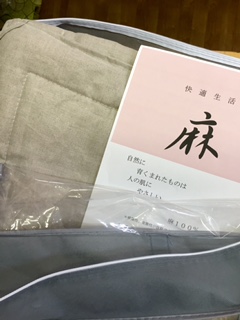 快適生活
麻
自然に
育くまれたものは
人の肌に
やさしい